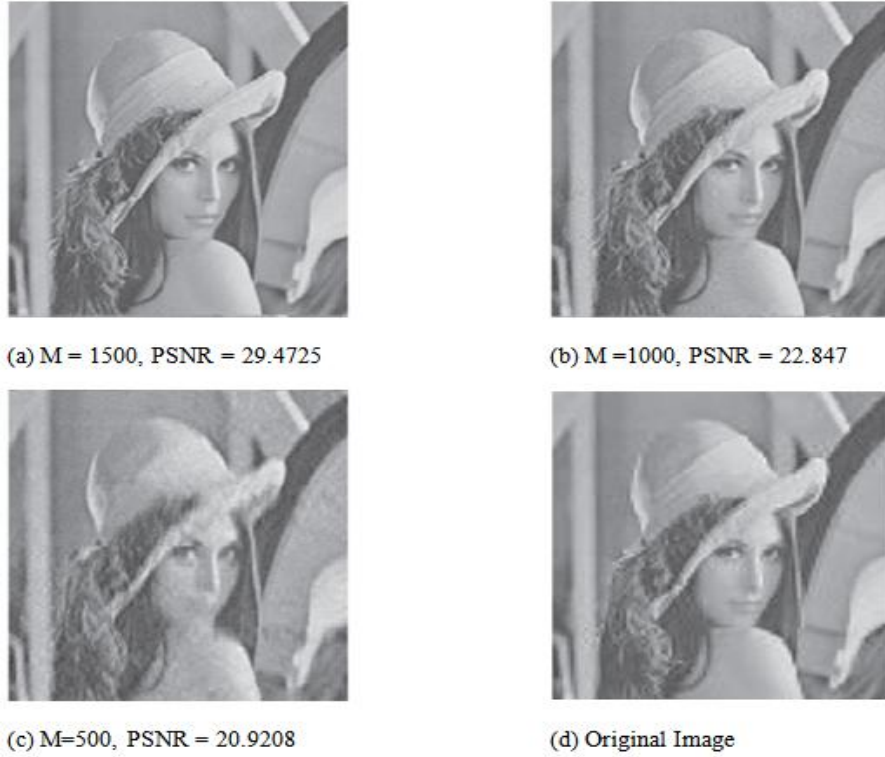 (a) M = 1500, PSNR = 29.4725
(b) M =1000, PSNR = 22.847
(c) M=500, PSNR = 20.9208
(d) Original Image